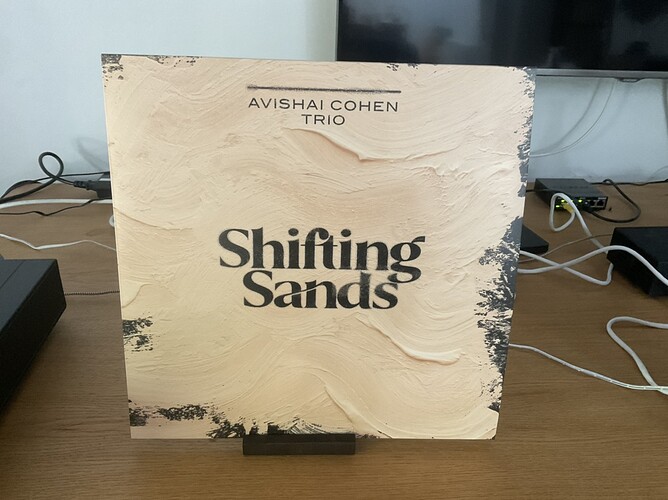 AVISHAI COHEN
TRIO
Shifting
Sands